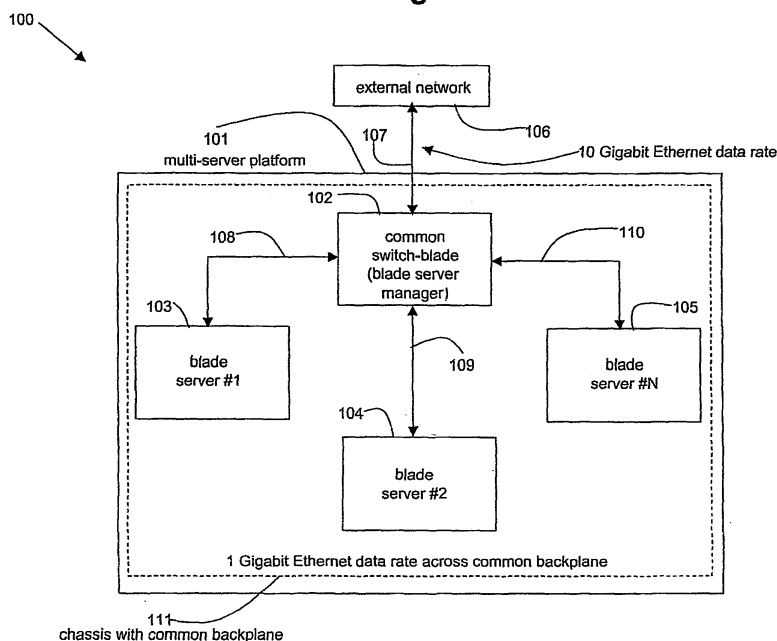 100
external network
106
107
10 Gigabit Ethernet data rate
101
multi-server platform
102
common
switch-blade
(blade server
manager)
108
110
103
blade
server #1
109
105
blade
server #N
104
blade
server #2
1 Gigabit Ethernet data rate across common backplane
111
chassis with common backplane